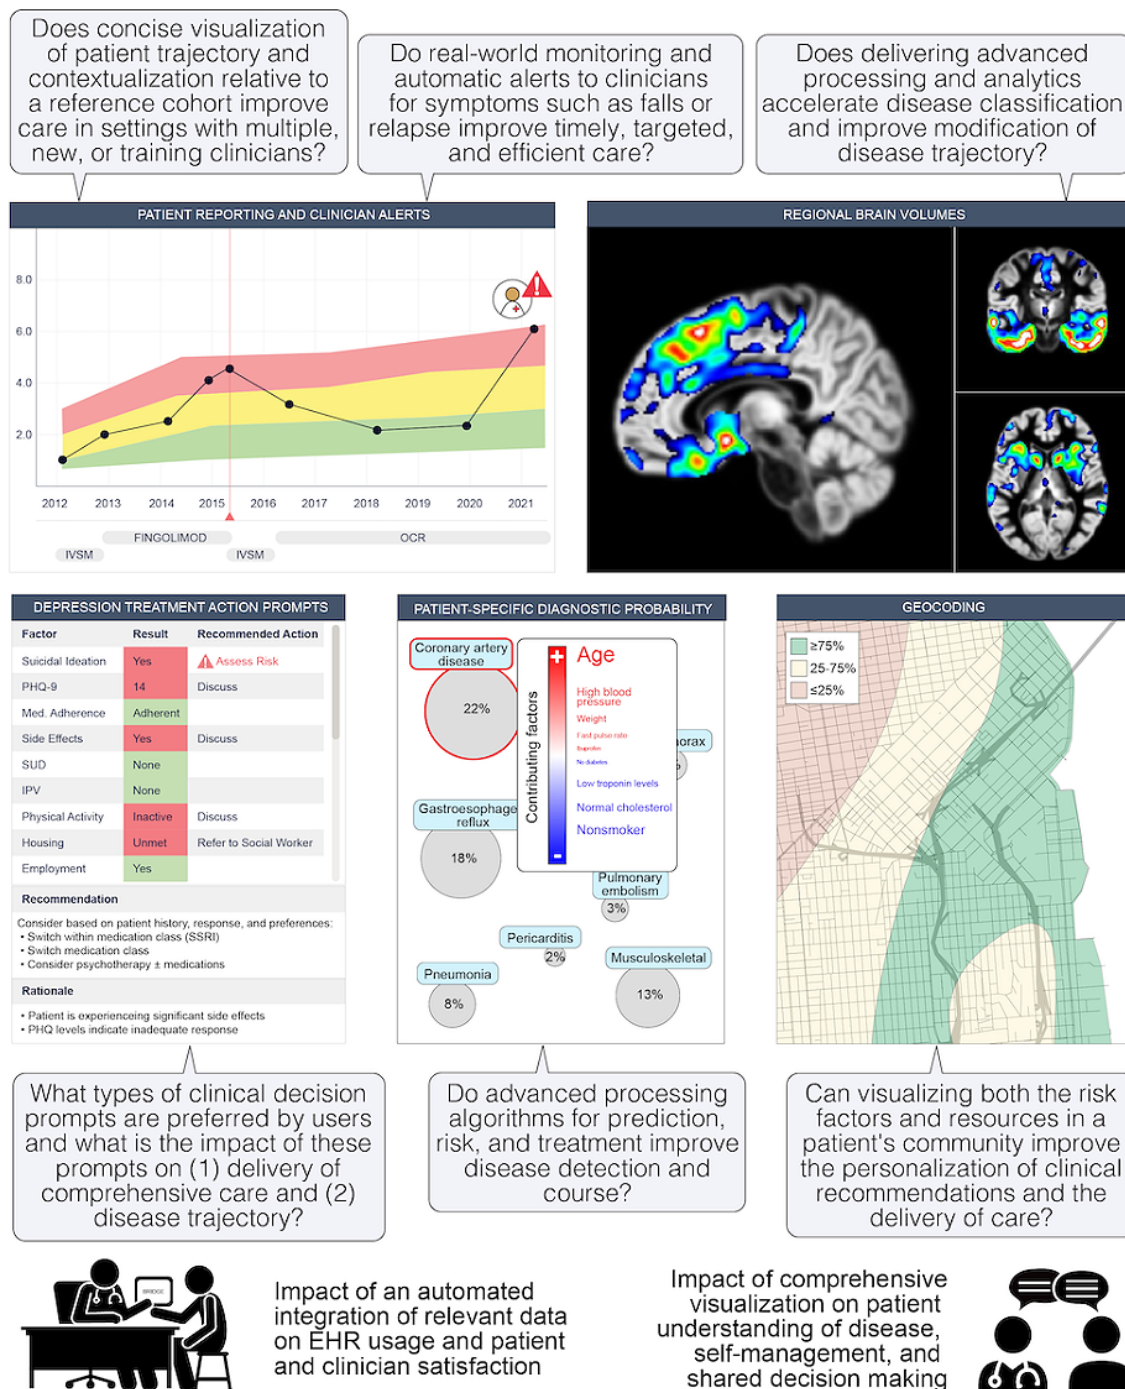 Does concise visualization
of patient trajectory and
contextualization relative to
a reference cohort improve
care in settings with multiple,
new, or training clinicians?
Do real-world monitoring and
automatic alerts to clinicians
for symptoms such as falls or
relapse improve timely, targeted,
and efficient care?
Does delivering advanced
processing and analytics
accelerate disease classification
and improve modification of
disease trajectory?
PATIENT REPORTING AND CLINICIAN ALERTS
8.0
6.0
4.0
2.0
2012 2013 2014 2015 2016 2017 2018 2019 2020 2021
FINGOLIMOD OCR
IVSM IVSM
REGIONAL BRAIN VOLUMES
DEPRESSION TREATMENT ACTION PROMPTS
Factor Result Recommended Action
Suicidal Ideation Yes Assess Risk
PHQ-9 14 Discuss
Med. Adherence Adherent
Side Effects Yes Discuss
SUD None
IPV None
Physical Activity Inactive Discuss
Housing Unmet Refer to Social Worker
Employment Yes
Recommendation
Consider based on patient history, response, and preferences:
• Switch within medication class (SSRI)
• Switch medication class
• Consider psychotherapy ± medications
Rationale
• Patient is experienceing significant side effects
• PHQ levels indicate inadequate response
PATIENT-SPECIFIC DIAGNOSTIC PROBABILITY
Coronary artery
disease
22%
Contributing factors
+
-
Age
High blood
pressure
Weight
Fast pulse rate
Ibuprofen
No diabetes
Low troponin levels
Normal cholesterol
Nonsmoker
orax
%
Gastroesophage
reflux
18%
Pulmonary
embolism
3%
Pericarditis
2%
Musculoskeletal
13%
Pneumonia
8%
GEOCODING
≥75%
25-75%
≤25%
What types of clinical decision
prompts are preferred by users
and what is the impact of these
prompts on (1) delivery of
comprehensive care and (2)
disease trajectory?
Do advanced processing
algorithms for prediction,
risk, and treatment improve
disease detection and
course?
Can visualizing both the risk
factors and resources in a
patient's community improve
the personalization of clinical
recommendations and the
delivery of care?
BRIDGE
Impact of an automated
integration of relevant data
on EHR usage and patient
and clinician satisfaction
Impact of comprehensive
visualization on patient
understanding of disease,
self-management, and
shared decision making